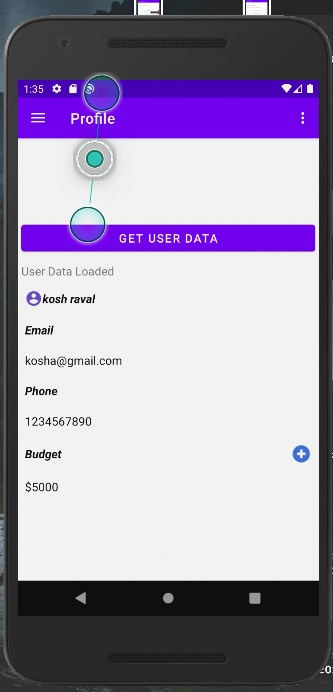 1:35
Profile
GET USER DATA
User Data Loaded
kosh raval
Email
kosha@gmail.com
Phone
1234567890
Budget
$5000